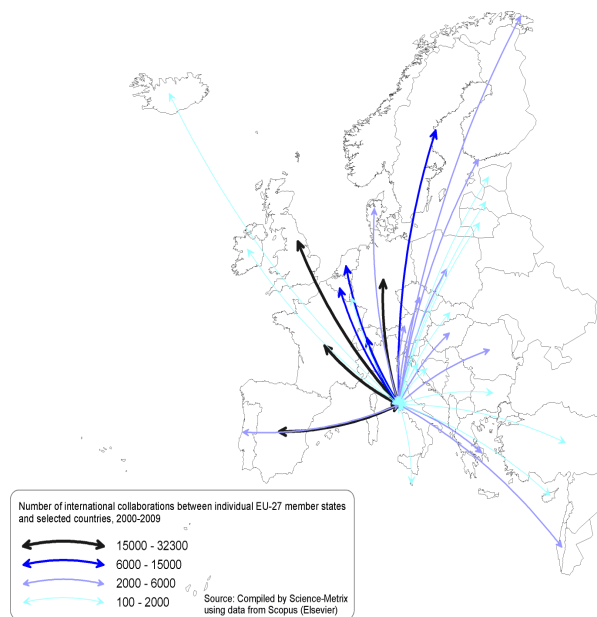 Number of international collaborations between individual EU-27 member states
and selected countries, 2000-2009
15000 - 32300
6000 - 15000
2000 - 6000
100 - 2000
Source: Compiled by Science-Metrix
using data from Scopus (Elsevier)